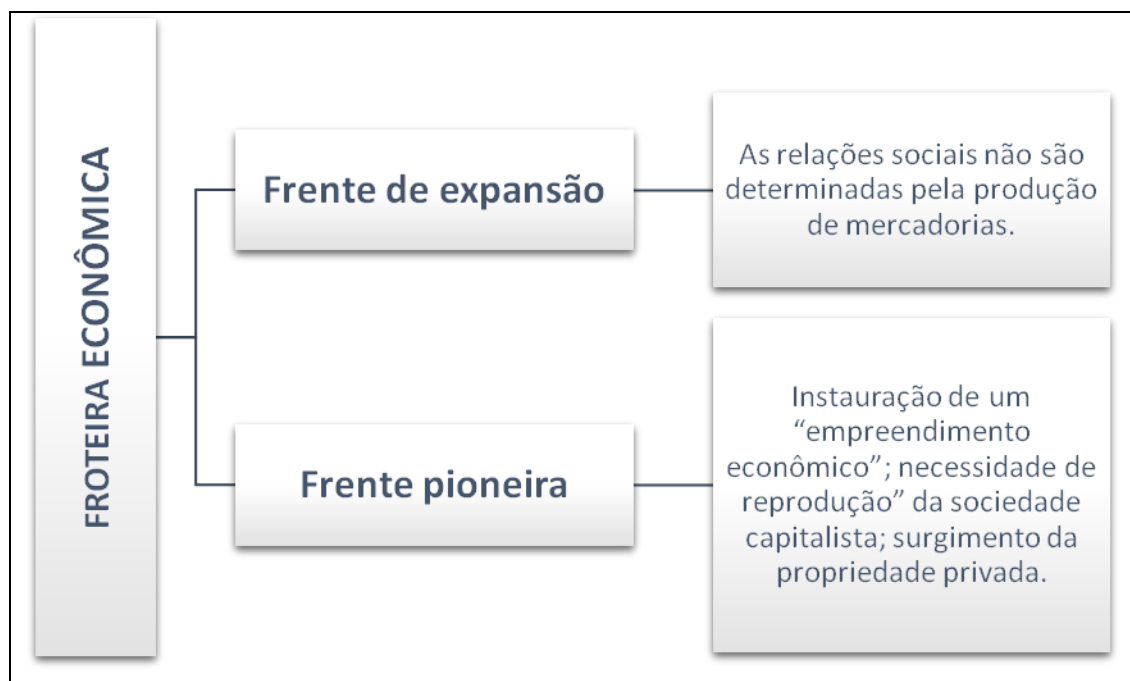 FROTEIRA ECONÔMICA
Frente de expansão
As relações sociais não são
determinadas pela produção
de mercadorias.
Frente pioneira
Instauração de um
“empreendimento
econômico”; necessidade de
reprodução” da sociedade
capitalista; surgimento da
propriedade privada.